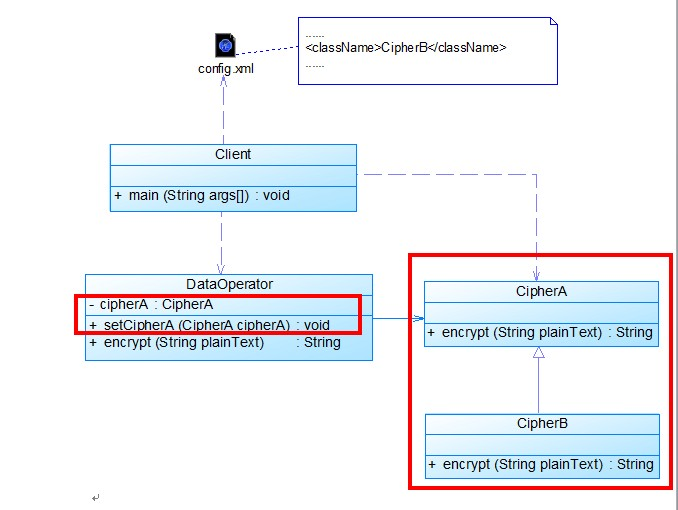 ......
<className>CipherB</className>
......
config.xml
Client
+ main (String args[]) : void
DataOperator
- cipherA : CipherA
+ setCipherA (CipherA cipherA) : void
+ encrypt (String plainText) : String
CipherA
+ encrypt (String plainText) : String
CipherB
+ encrypt (String plainText) : String